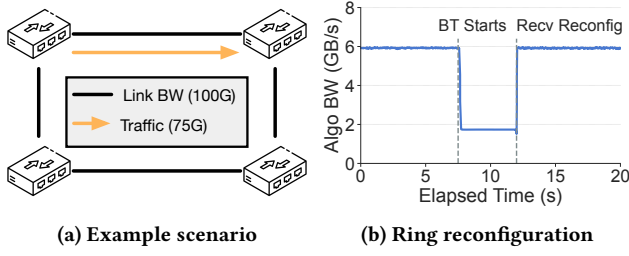 Link BW (100G)
Traffic (75G)
(a) Example scenario
BT Starts
Recv Reconfig
Algo BW (GB/s)
8
6
4
2
0
0
5
10
15
20
Elapsed Time (s)
(b) Ring reconfiguration